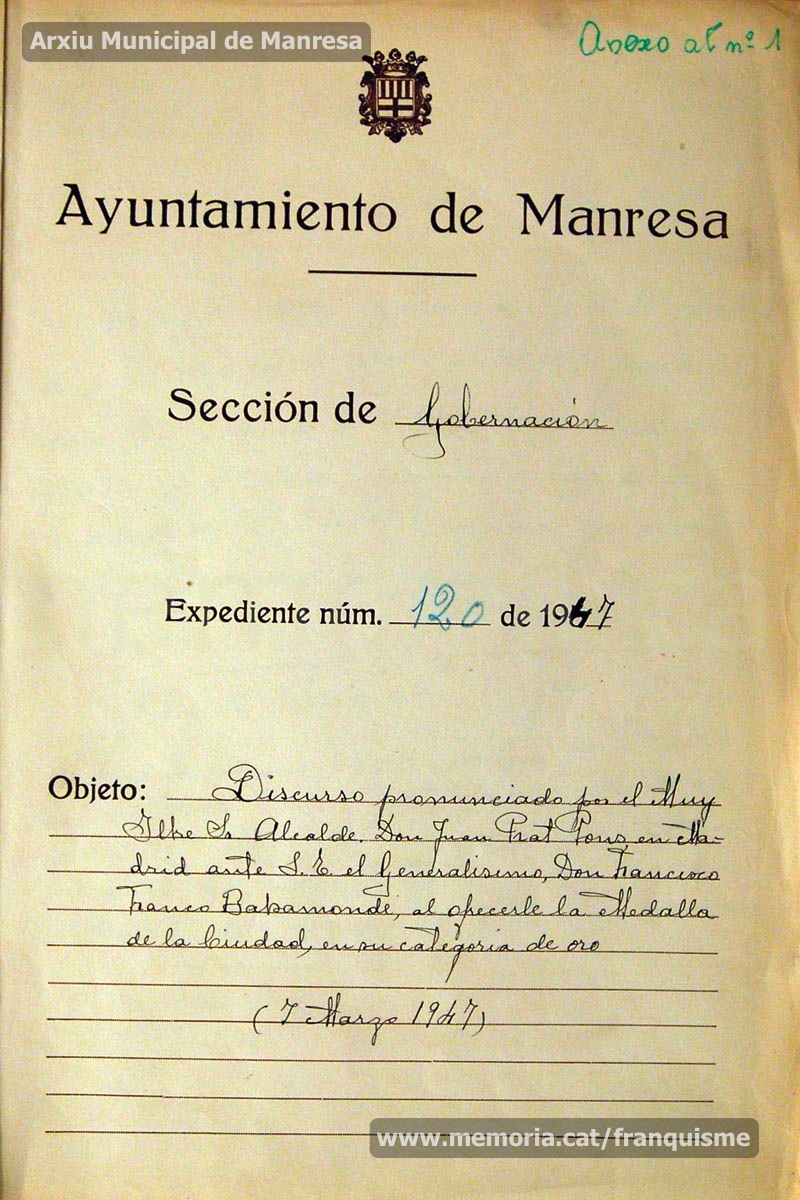 Arxiu Municipal de Manresa
Anexo al nº 1
Ayuntamiento de Manresa
Sección de Gobernación
Expediente núm. 120 de 1947
Objeto: Discurso pronunciado por el Muy
Iltre Sr Alcalde, Don Juan Prat Pons, en Ma-
drid ante S. E. el Generalisimo, Don Francisco
Franco Bahamonde, al ofrecerle la Medalla
de la Ciudad, en su categoria de oro
(7 Marzo 1947)
www.memoria.cat/franquisme